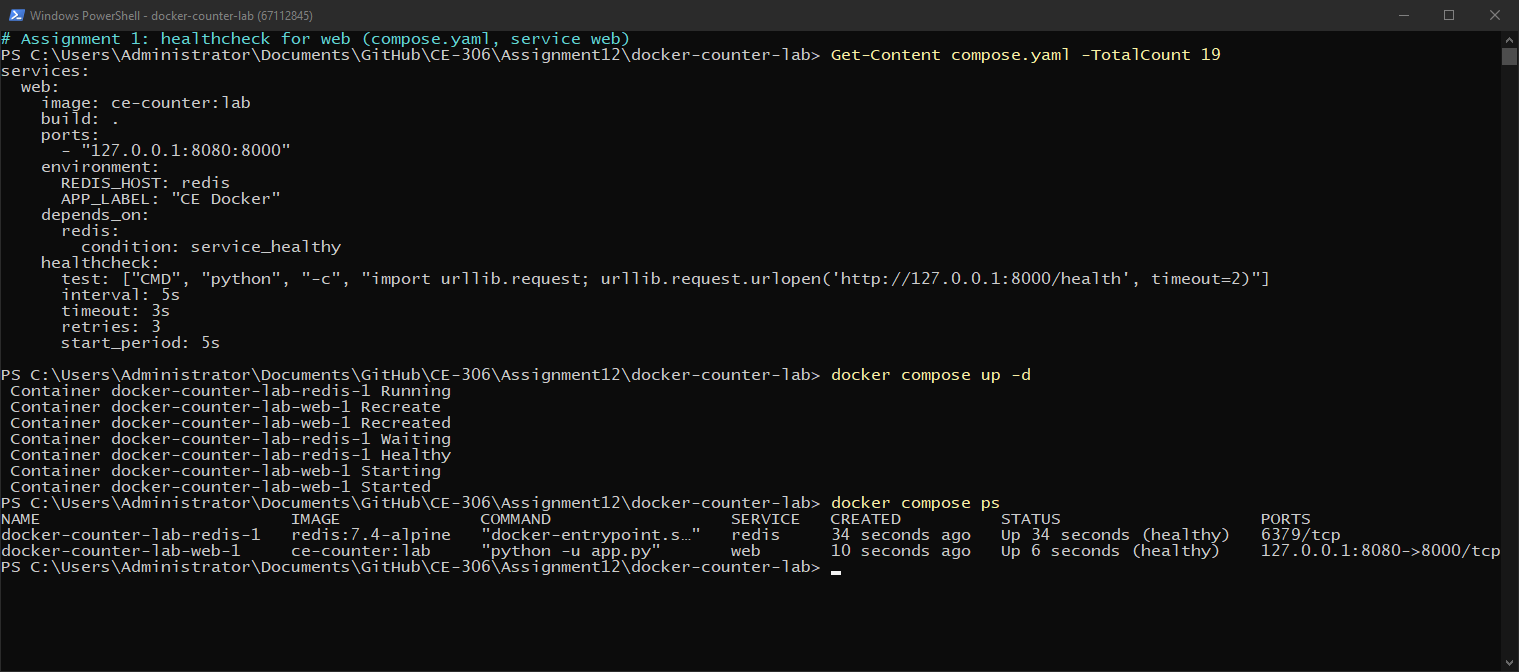 Windows PowerShell - docker-counter-lab (67112845)
# Assignment 1: healthcheck for web (compose.yaml, service web)
PS C:\Users\Administrator\Documents\GitHub\CE-306\Assignment12\docker-counter-lab> Get-Content compose.yaml -TotalCount 19
services:
  web:
    image: ce-counter:lab
    build: .
    ports:
      - "127.0.0.1:8080:8000"
    environment:
      REDIS_HOST: redis
      APP_LABEL: "CE Docker"
    depends_on:
      redis:
        condition: service_healthy
    healthcheck:
      test: ["CMD", "python", "-c", "import urllib.request; urllib.request.urlopen('http://127.0.0.1:8000/health', timeout=2)"]
      interval: 5s
      timeout: 3s
      retries: 3
      start_period: 5s
PS C:\Users\Administrator\Documents\GitHub\CE-306\Assignment12\docker-counter-lab> docker compose up -d
 Container docker-counter-lab-redis-1 Running
 Container docker-counter-lab-web-1 Recreate
 Container docker-counter-lab-web-1 Recreated
 Container docker-counter-lab-redis-1 Waiting
 Container docker-counter-lab-redis-1 Healthy
 Container docker-counter-lab-web-1 Starting
 Container docker-counter-lab-web-1 Started
PS C:\Users\Administrator\Documents\GitHub\CE-306\Assignment12\docker-counter-lab> docker compose ps
NAME                         IMAGE              COMMAND                  SERVICE   CREATED          STATUS                    PORTS
docker-counter-lab-redis-1   redis:7.4-alpine   "docker-entrypoint.s…"   redis     34 seconds ago   Up 34 seconds (healthy)   6379/tcp
docker-counter-lab-web-1     ce-counter:lab     "python -u app.py"       web       10 seconds ago   Up 6 seconds (healthy)    127.0.0.1:8080->8000/tcp
PS C:\Users\Administrator\Documents\GitHub\CE-306\Assignment12\docker-counter-lab>